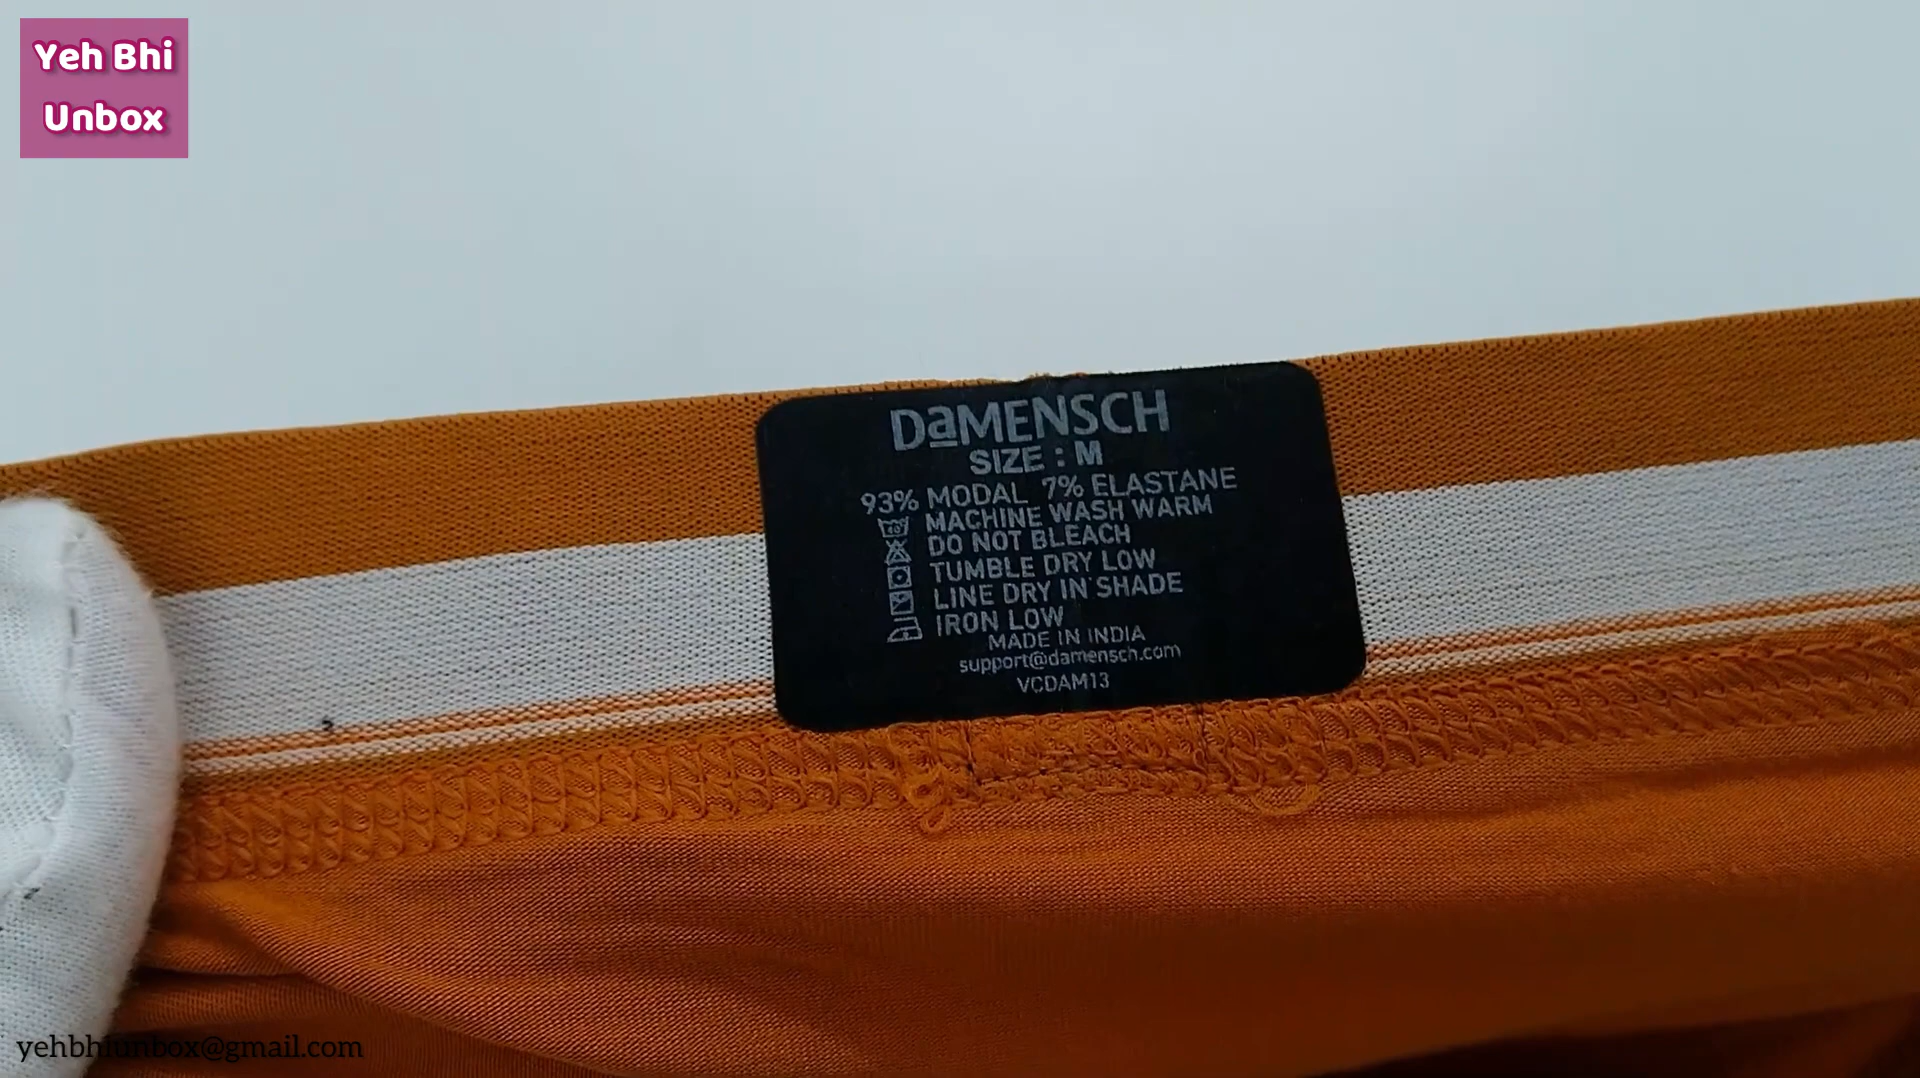 Yeh Bhi
Unbox
DaMENSCH
SIZE : M
93% MODAL 7% ELASTANE
40 MACHINE WASH WARM
DO NOT BLEACH
TUMBLE DRY LOW
LINE DRY IN SHADE
IRON LOW
MADE IN INDIA
support@damensch.com
VCDAM13
yehbhiunbox@gmail.com